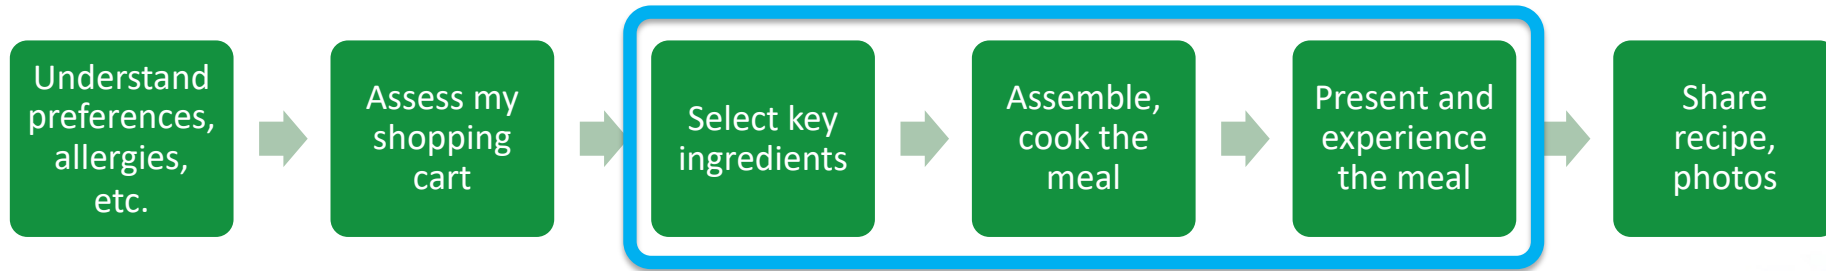 Understand
preferences,
allergies,
etc.
Assess my
shopping
cart
Select key
ingredients
Assemble,
cook the
meal
Present and
experience
the meal
Share
recipe,
photos